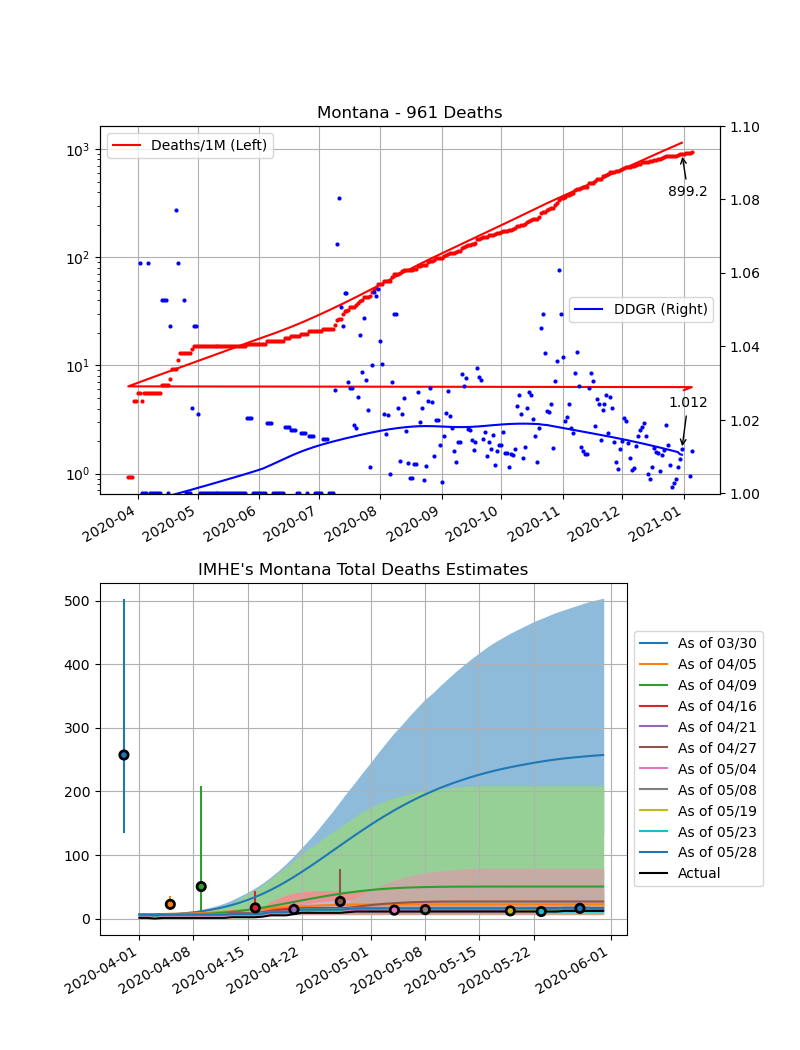 Montana - 961 Deaths
Deaths/1M (Left)
DDGR (Right)
899.2
1.012
10³
10²
10¹
10⁰
1.10
1.08
1.06
1.04
1.02
1.00
2020-04
2020-05
2020-06
2020-07
2020-08
2020-09
2020-10
2020-11
2020-12
2021-01
IMHE's Montana Total Deaths Estimates
500
400
300
200
100
0
2020-04-01
2020-04-08
2020-04-15
2020-04-22
2020-05-01
2020-05-08
2020-05-15
2020-05-22
2020-06-01
As of 03/30
As of 04/05
As of 04/09
As of 04/16
As of 04/21
As of 04/27
As of 05/04
As of 05/08
As of 05/19
As of 05/23
As of 05/28
Actual